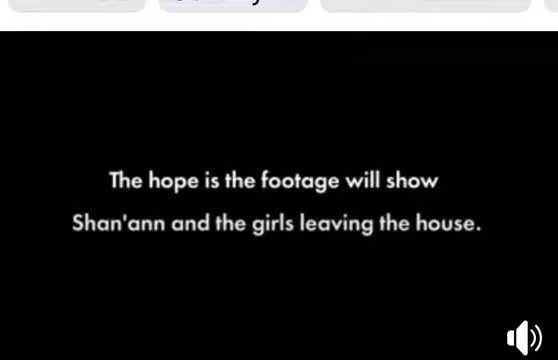 The hope is the footage will show
Shan'ann and the girls leaving the house.